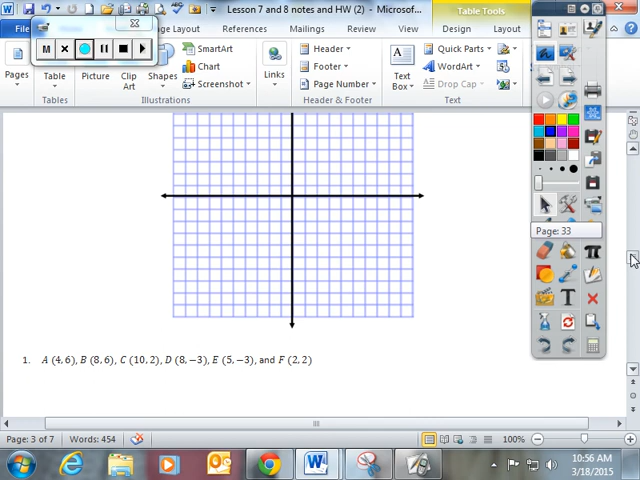 Lesson 7 and 8 notes and HW (2) - Microsof...
Table Tools
File
Page Layout
References
Mailings
Review
View
Design
Layout
Pages
Table
Picture
Clip Art
Shapes
SmartArt
Chart
Screenshot
Links
Header
Footer
Page Number
Text Box
Quick Parts
WordArt
Drop Cap
Tables
Illustrations
Header & Footer
Text
M
Page: 33
T
1. A (4,6), B (8,6), C (10,2), D (8,−3), E (5,−3), and F (2,2)
Page: 3 of 7
Words: 454
100%
10:56 AM
3/18/2015